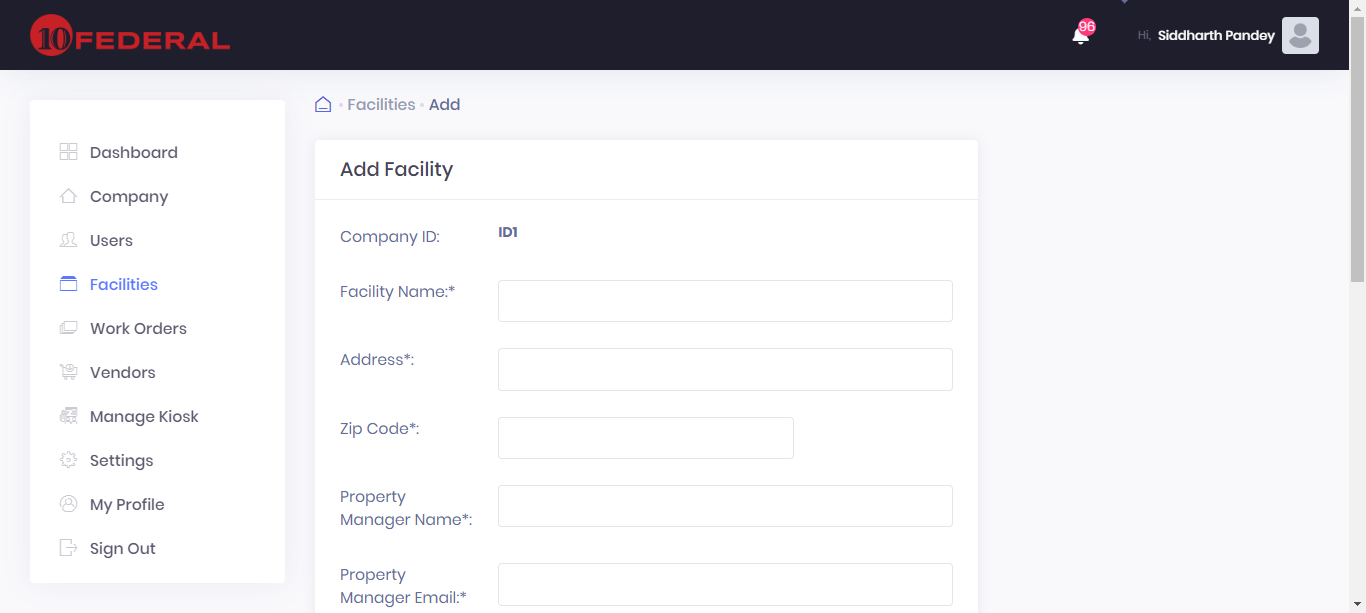 10 FEDERAL
96
Hi, Siddharth Pandey
Dashboard
Company
Users
Facilities
Work Orders
Vendors
Manage Kiosk
Settings
My Profile
Sign Out
Facilities • Add
Add Facility
Company ID: ID1
Facility Name:*
Address*:
Zip Code*:
Property
Manager Name*:
Property
Manager Email:*